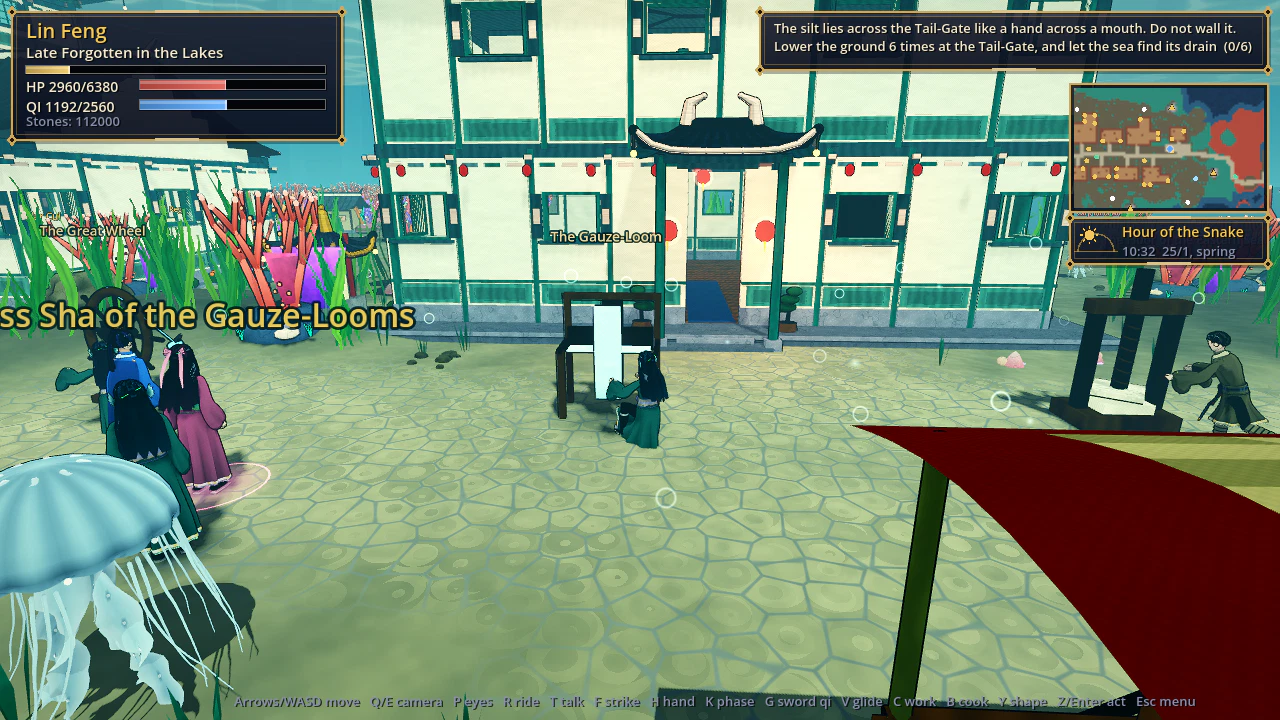 Lin Feng
Late Forgotten in the Lakes
HP 2960/6380
QI 1192/2560
Stones: 112000
The silt lies across the Tail-Gate like a hand across a mouth. Do not wall it.
Lower the ground 6 times at the Tail-Gate, and let the sea find its drain (0/6)
Hour of the Snake
10:32 25/1, spring
The Great Wheel
The Gauze-Loom
ss Sha of the Gauze-Looms
Arrows/WASD move Q/E camera P eyes R ride T talk F strike H hand K phase G sword qi V glide C work B cook Y shape Z/Enter act Esc menu